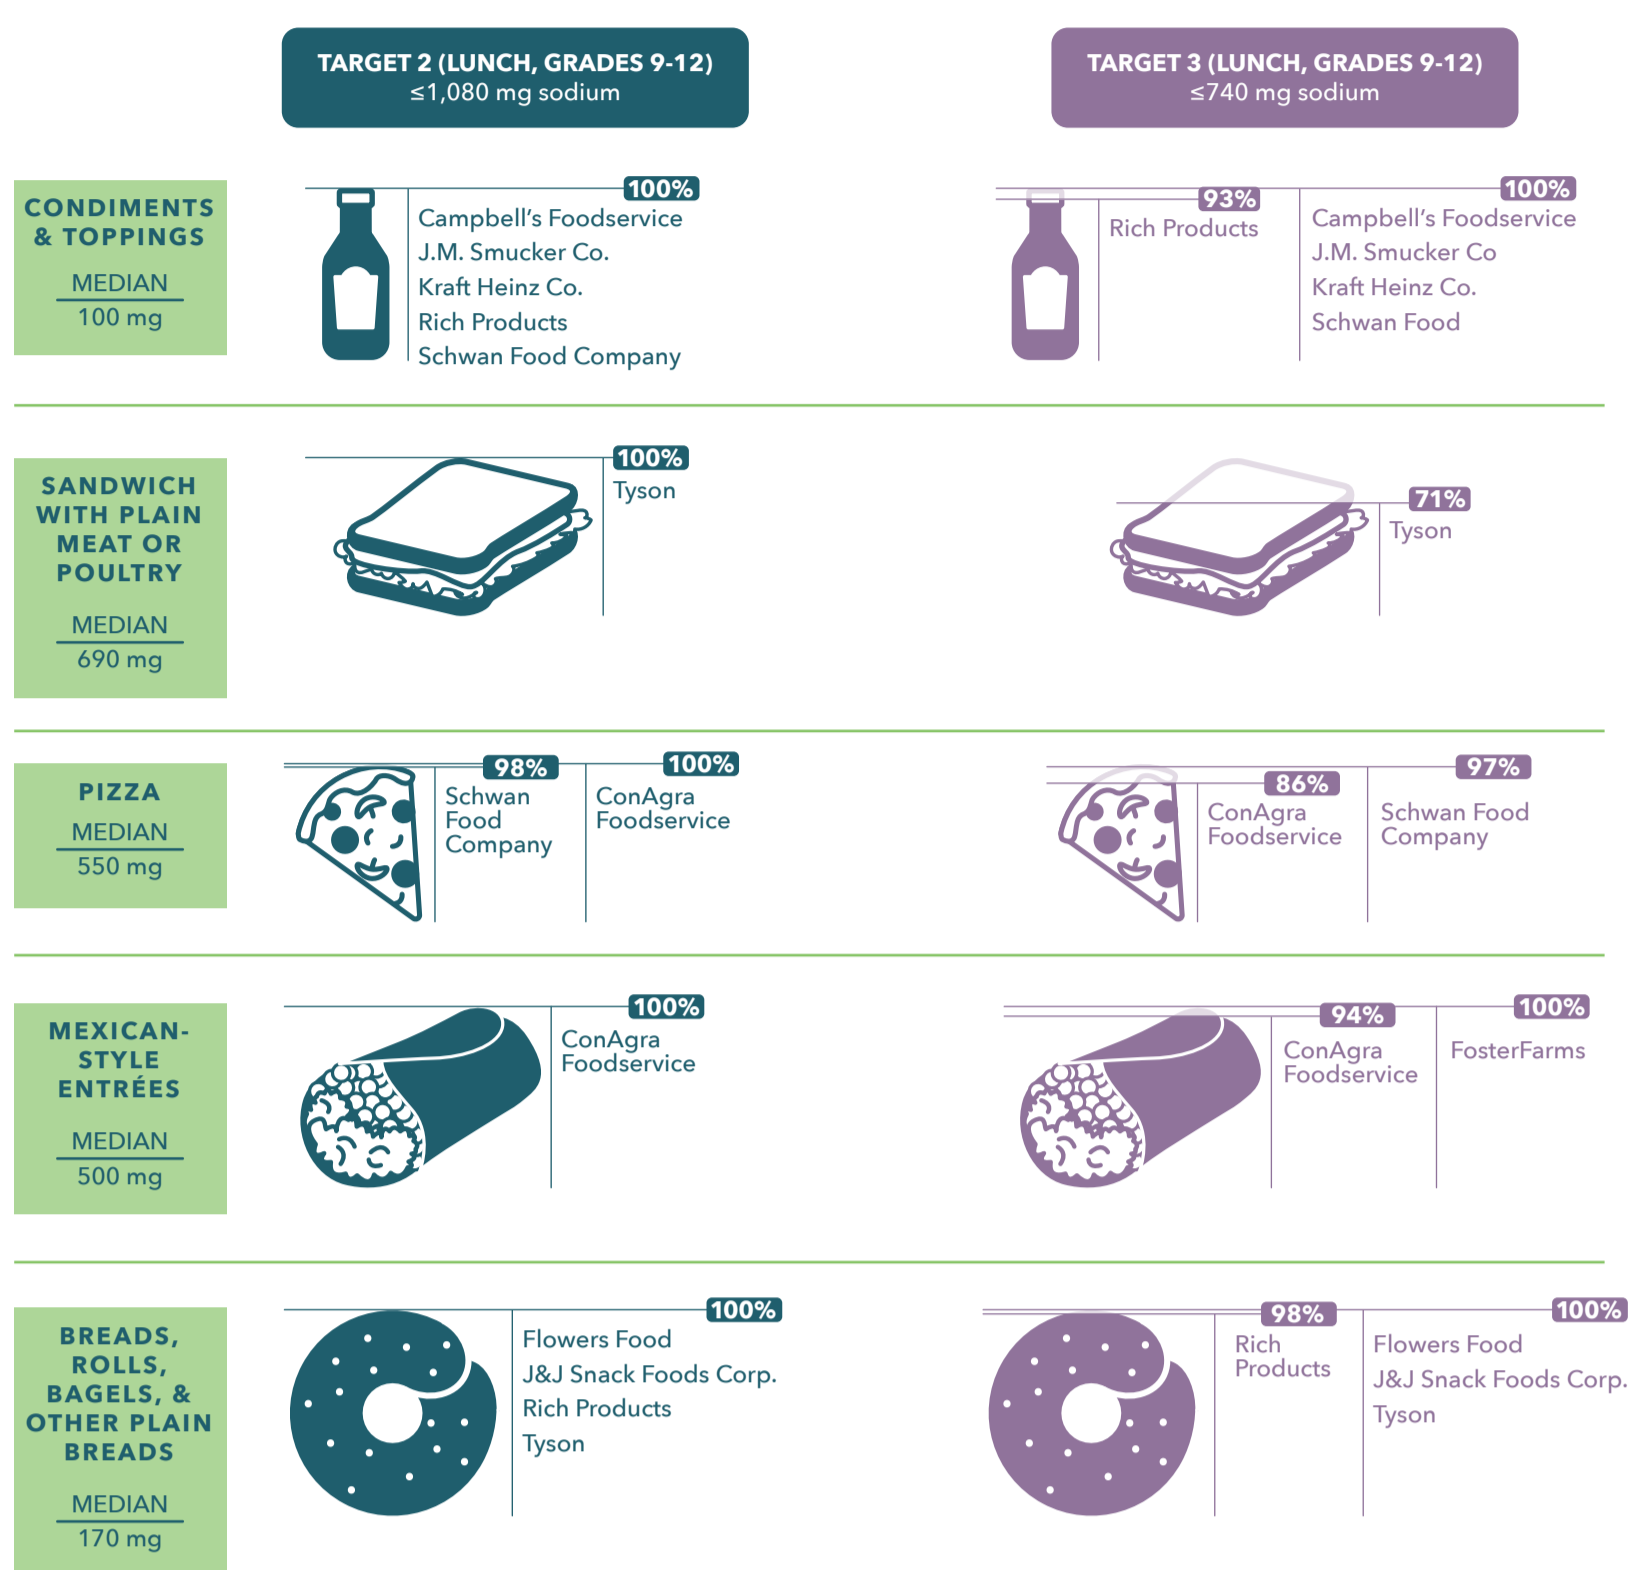 TARGET 2 (LUNCH, GRADES 9-12)
≤1,080 mg sodium
TARGET 3 (LUNCH, GRADES 9-12)
≤740 mg sodium
CONDIMENTS
& TOPPINGS
MEDIAN
100 mg
100%
Campbell's Foodservice
J.M. Smucker Co.
Kraft Heinz Co.
Rich Products
Schwan Food Company
93%
Rich Products
100%
Campbell's Foodservice
J.M. Smucker Co
Kraft Heinz Co.
Schwan Food
SANDWICH
WITH PLAIN
MEAT OR
POULTRY
MEDIAN
690 mg
100%
Tyson
71%
Tyson
PIZZA
MEDIAN
550 mg
98%
Schwan
Food
Company
100%
ConAgra
Foodservice
86%
ConAgra
Foodservice
97%
Schwan Food
Company
MEXICAN-
STYLE
ENTRÉES
MEDIAN
500 mg
100%
ConAgra
Foodservice
94%
ConAgra
Foodservice
100%
FosterFarms
BREADS,
ROLLS,
BAGELS, &
OTHER PLAIN
BREADS
MEDIAN
170 mg
100%
Flowers Food
J&J Snack Foods Corp.
Rich Products
Tyson
98%
Rich
Products
100%
Flowers Food
J&J Snack Foods Corp.
Tyson